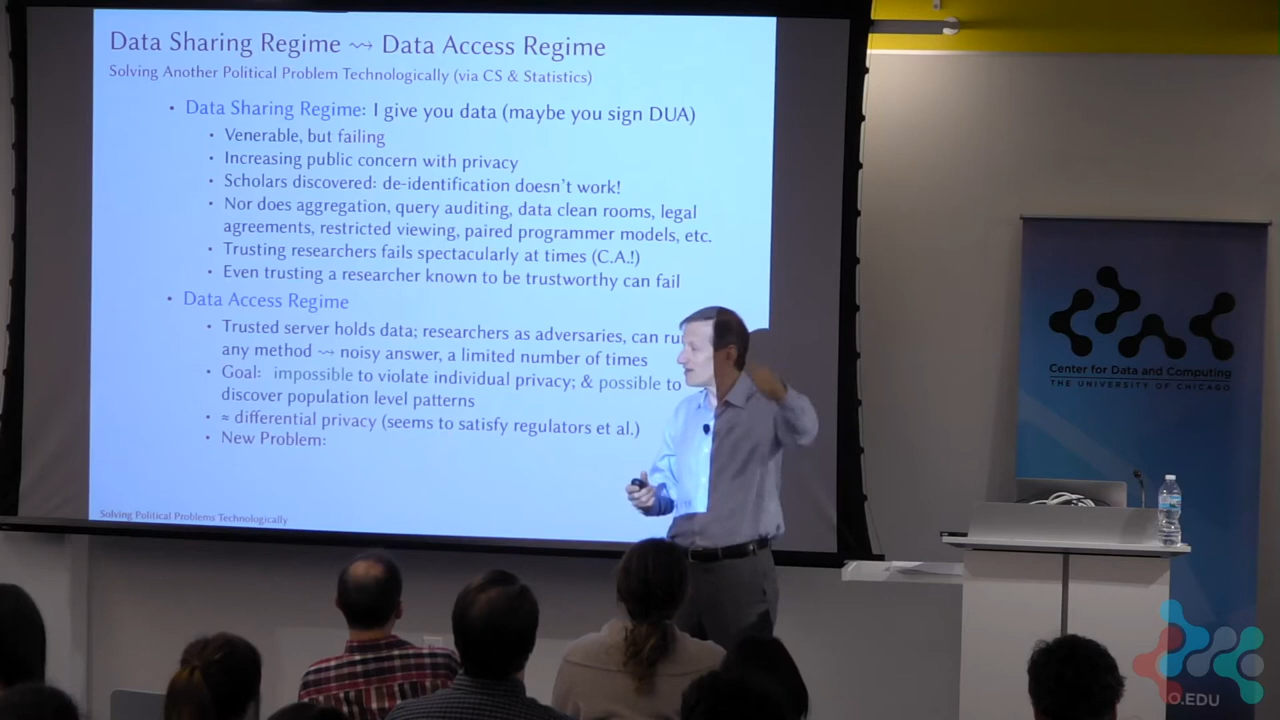 Data Sharing Regime ⇝ Data Access Regime
Solving Another Political Problem Technologically (via CS & Statistics)
• Data Sharing Regime: I give you data (maybe you sign DUA)
• Venerable, but failing
• Increasing public concern with privacy
• Scholars discovered: de-identification doesn't work!
• Nor does aggregation, query auditing, data clean rooms, legal
agreements, restricted viewing, paired programmer models, etc.
• Trusting researchers fails spectacularly at times (C.A.!)
• Even trusting a researcher known to be trustworthy can fail
• Data Access Regime
• Trusted server holds data; researchers as adversaries, can
any method ⇝ noisy answer, a limited number of times
• Goal: impossible to violate individual privacy; & possible to
discover population level patterns
• ≈ differential privacy (seems to satisfy regulators et al.)
• New Problem:
Solving Political Problems Technologically
Center for Data and Computing
THE UNIVERSITY OF CHICAGO
O.EDU